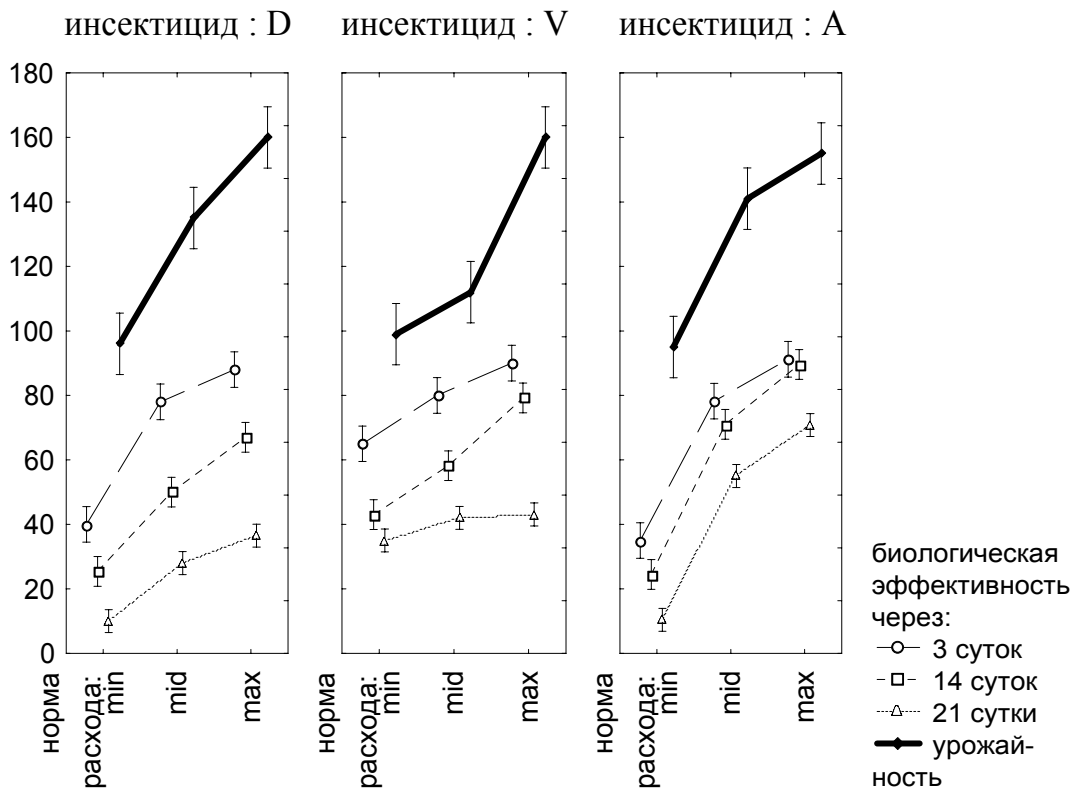 инсектицид : D
инсектицид : V
инсектицид : A
180
160
140
120
100
80
60
40
20
0
норма
расхода:
min
mid
max
норма
расхода:
min
mid
max
норма
расхода:
min
mid
max
биологическая
эффективность
через:
3 суток
14 суток
21 сутки
урожай-
ность